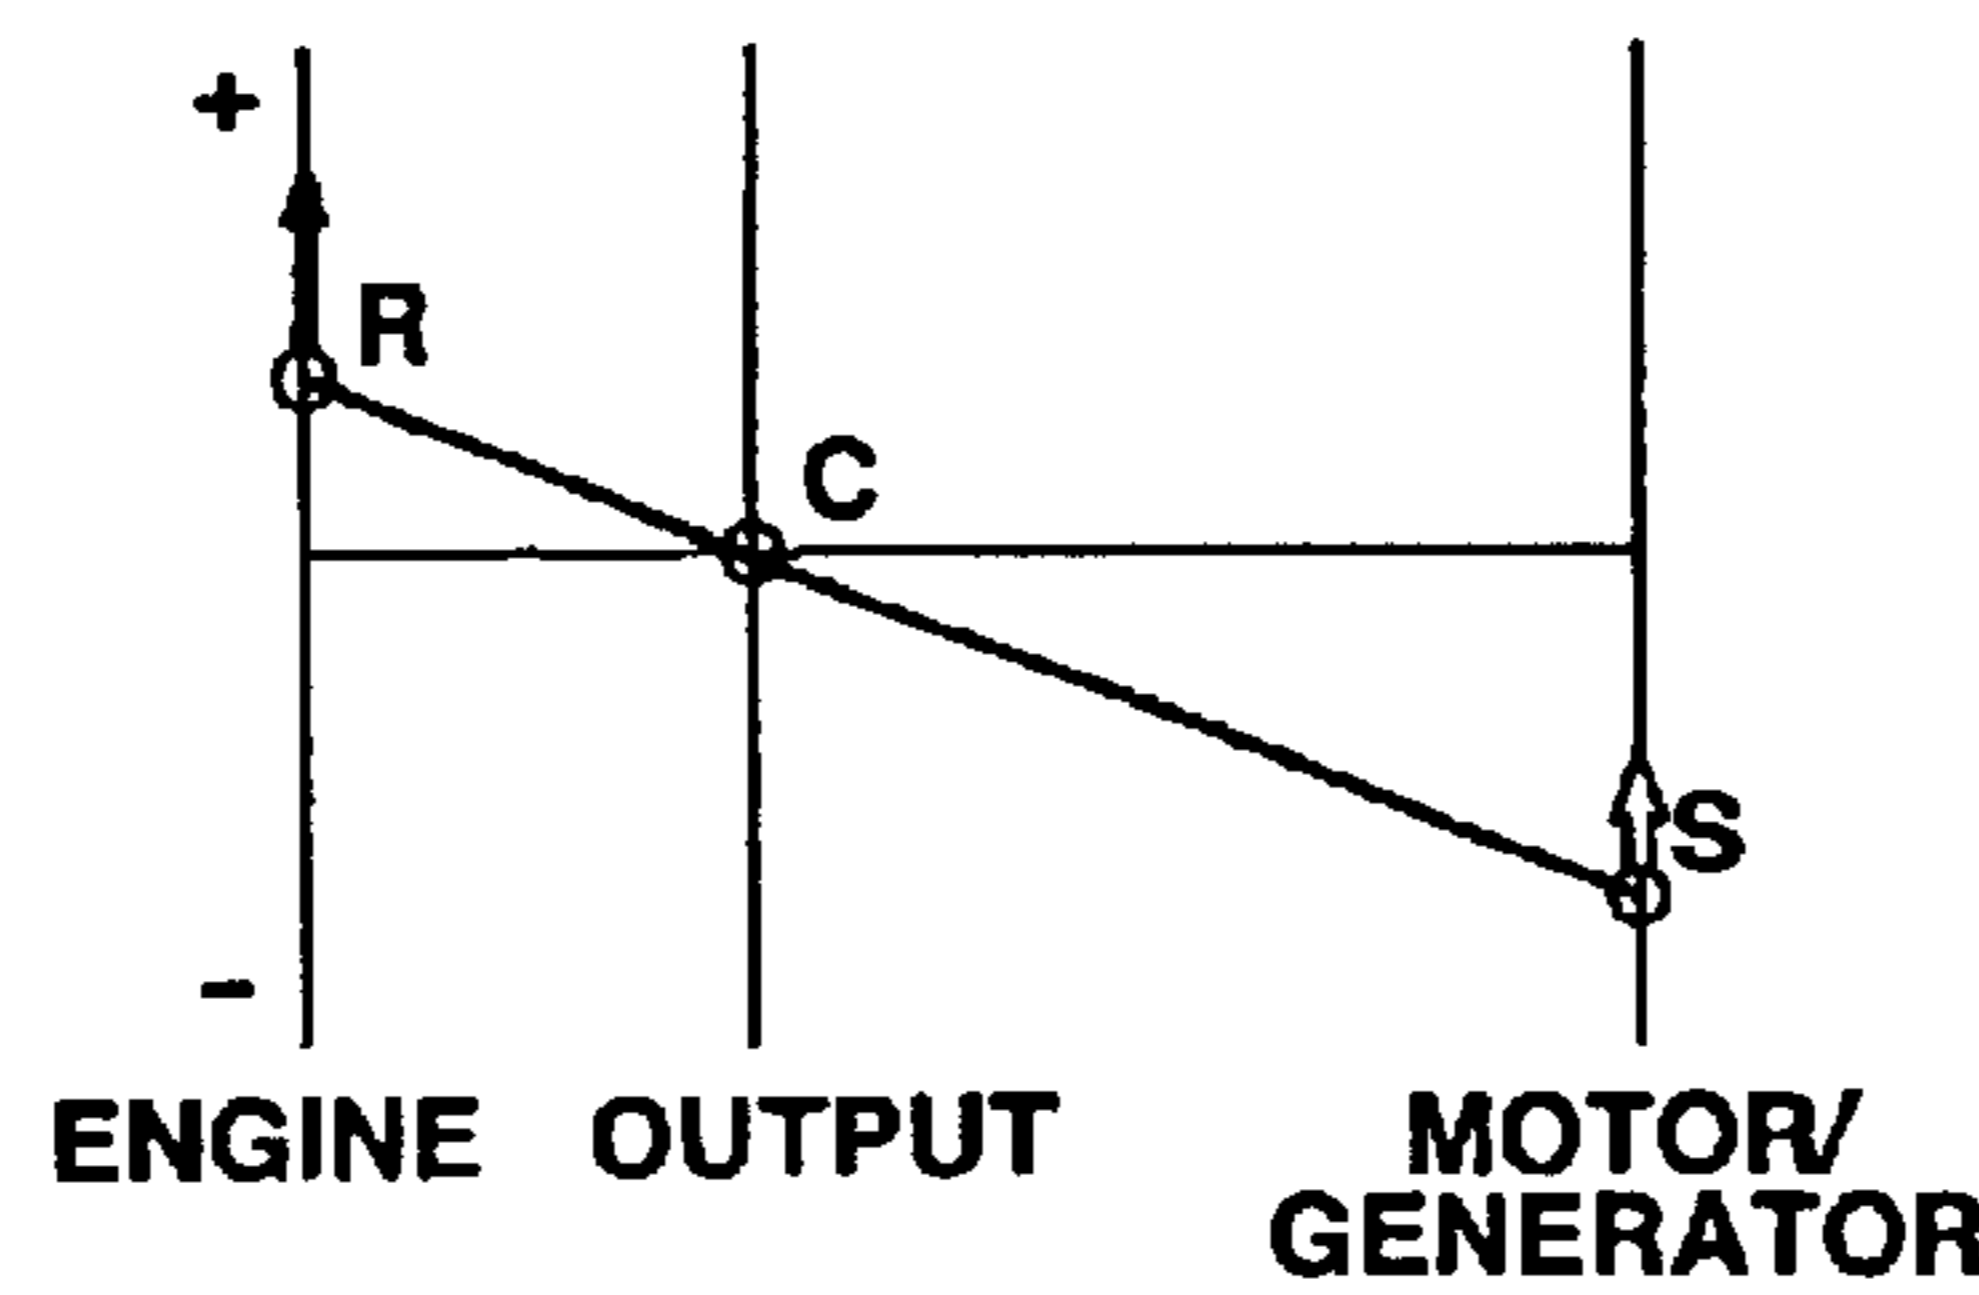 +
R
C
S
-
ENGINE OUTPUT MOTOR/
GENERATOR